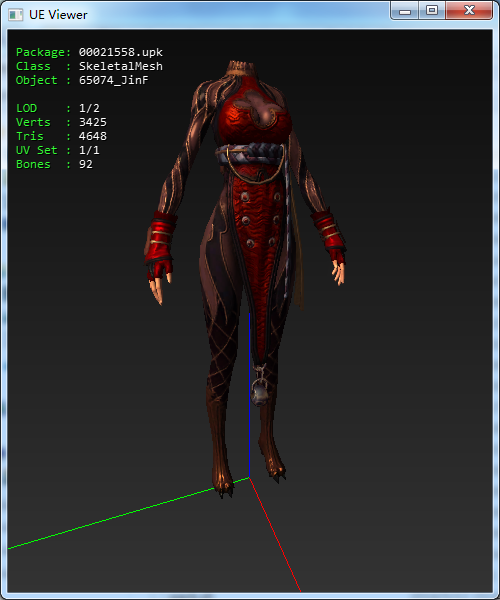 UE Viewer
Package: 00021558.upk
Class  : SkeletalMesh
Object : 65074_JinF
LOD    : 1/2
Verts  : 3425
Tris   : 4648
UV Set : 1/1
Bones  : 92